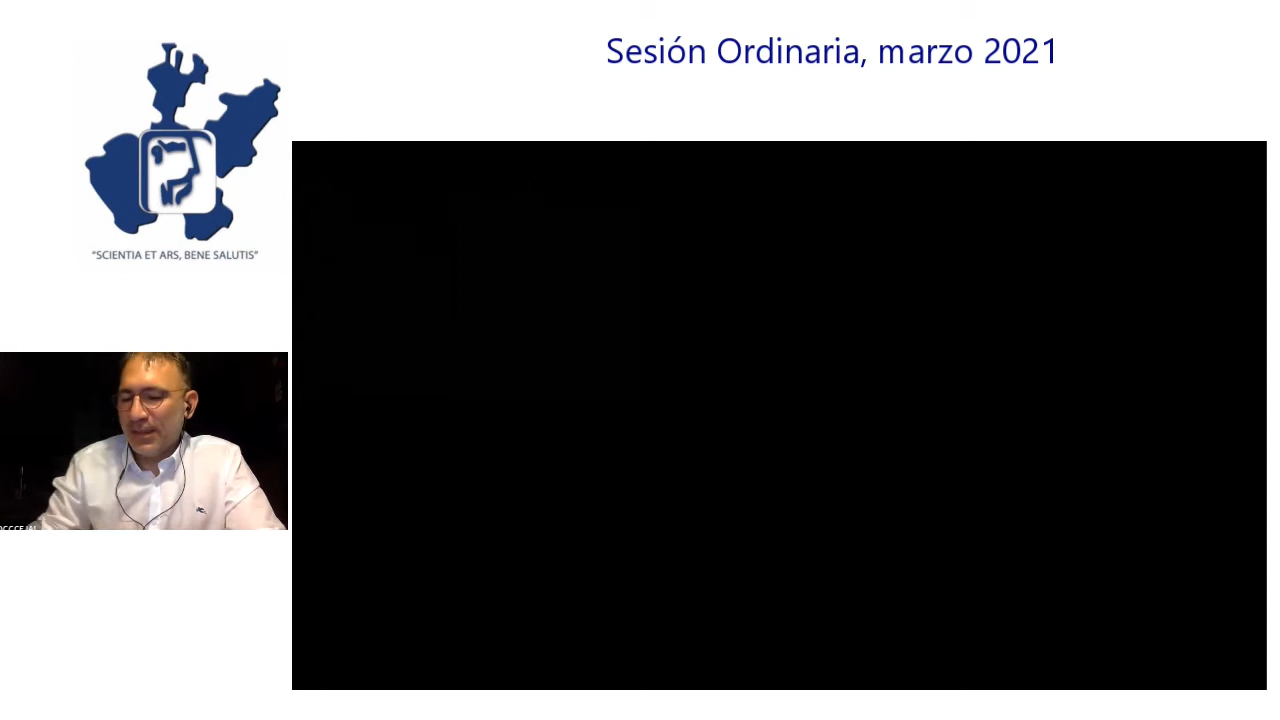 Sesión Ordinaria, marzo 2021
“SCIENTIA ET ARS, BENE SALUTIS”